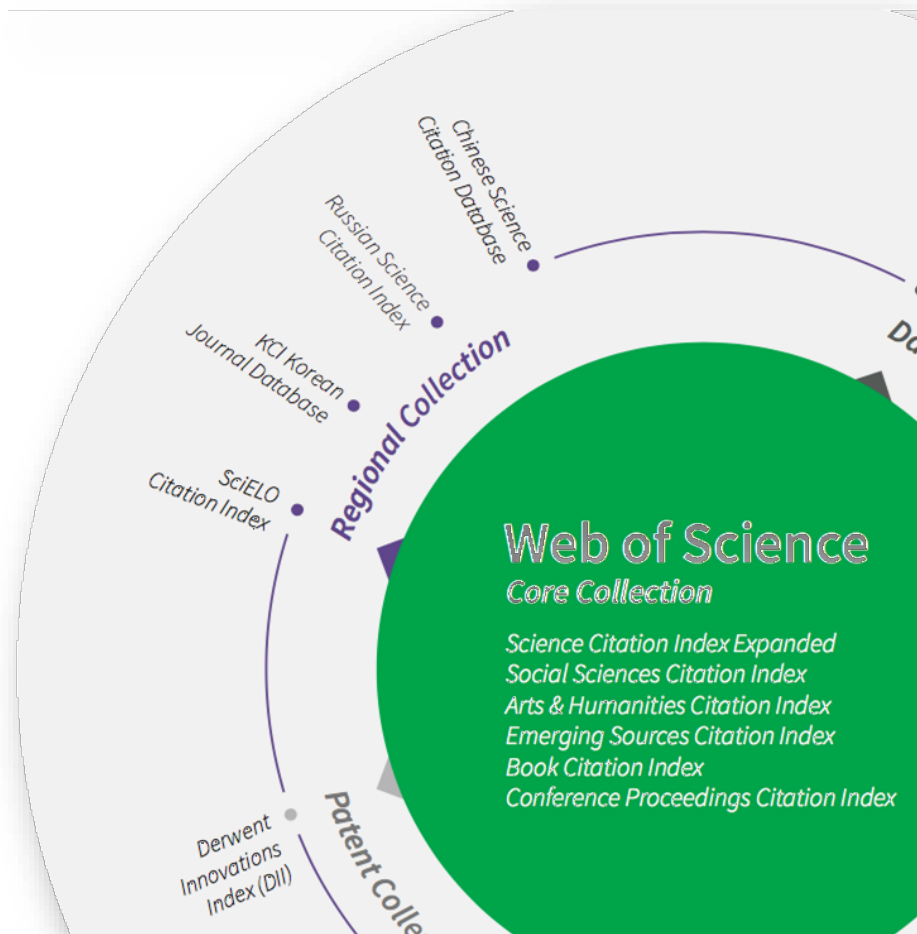 Chinese Science
Citation Database
Russian Science
Citation Index
KCI Korean
Journal Database
SciELO
Citation Index
Regional Collection
Web of Science
Core Collection
Science Citation Index Expanded
Social Sciences Citation Index
Arts & Humanities Citation Index
Emerging Sources Citation Index
Book Citation Index
Conference Proceedings Citation Index
Derwent
Innovations
Index (DII)
Patent